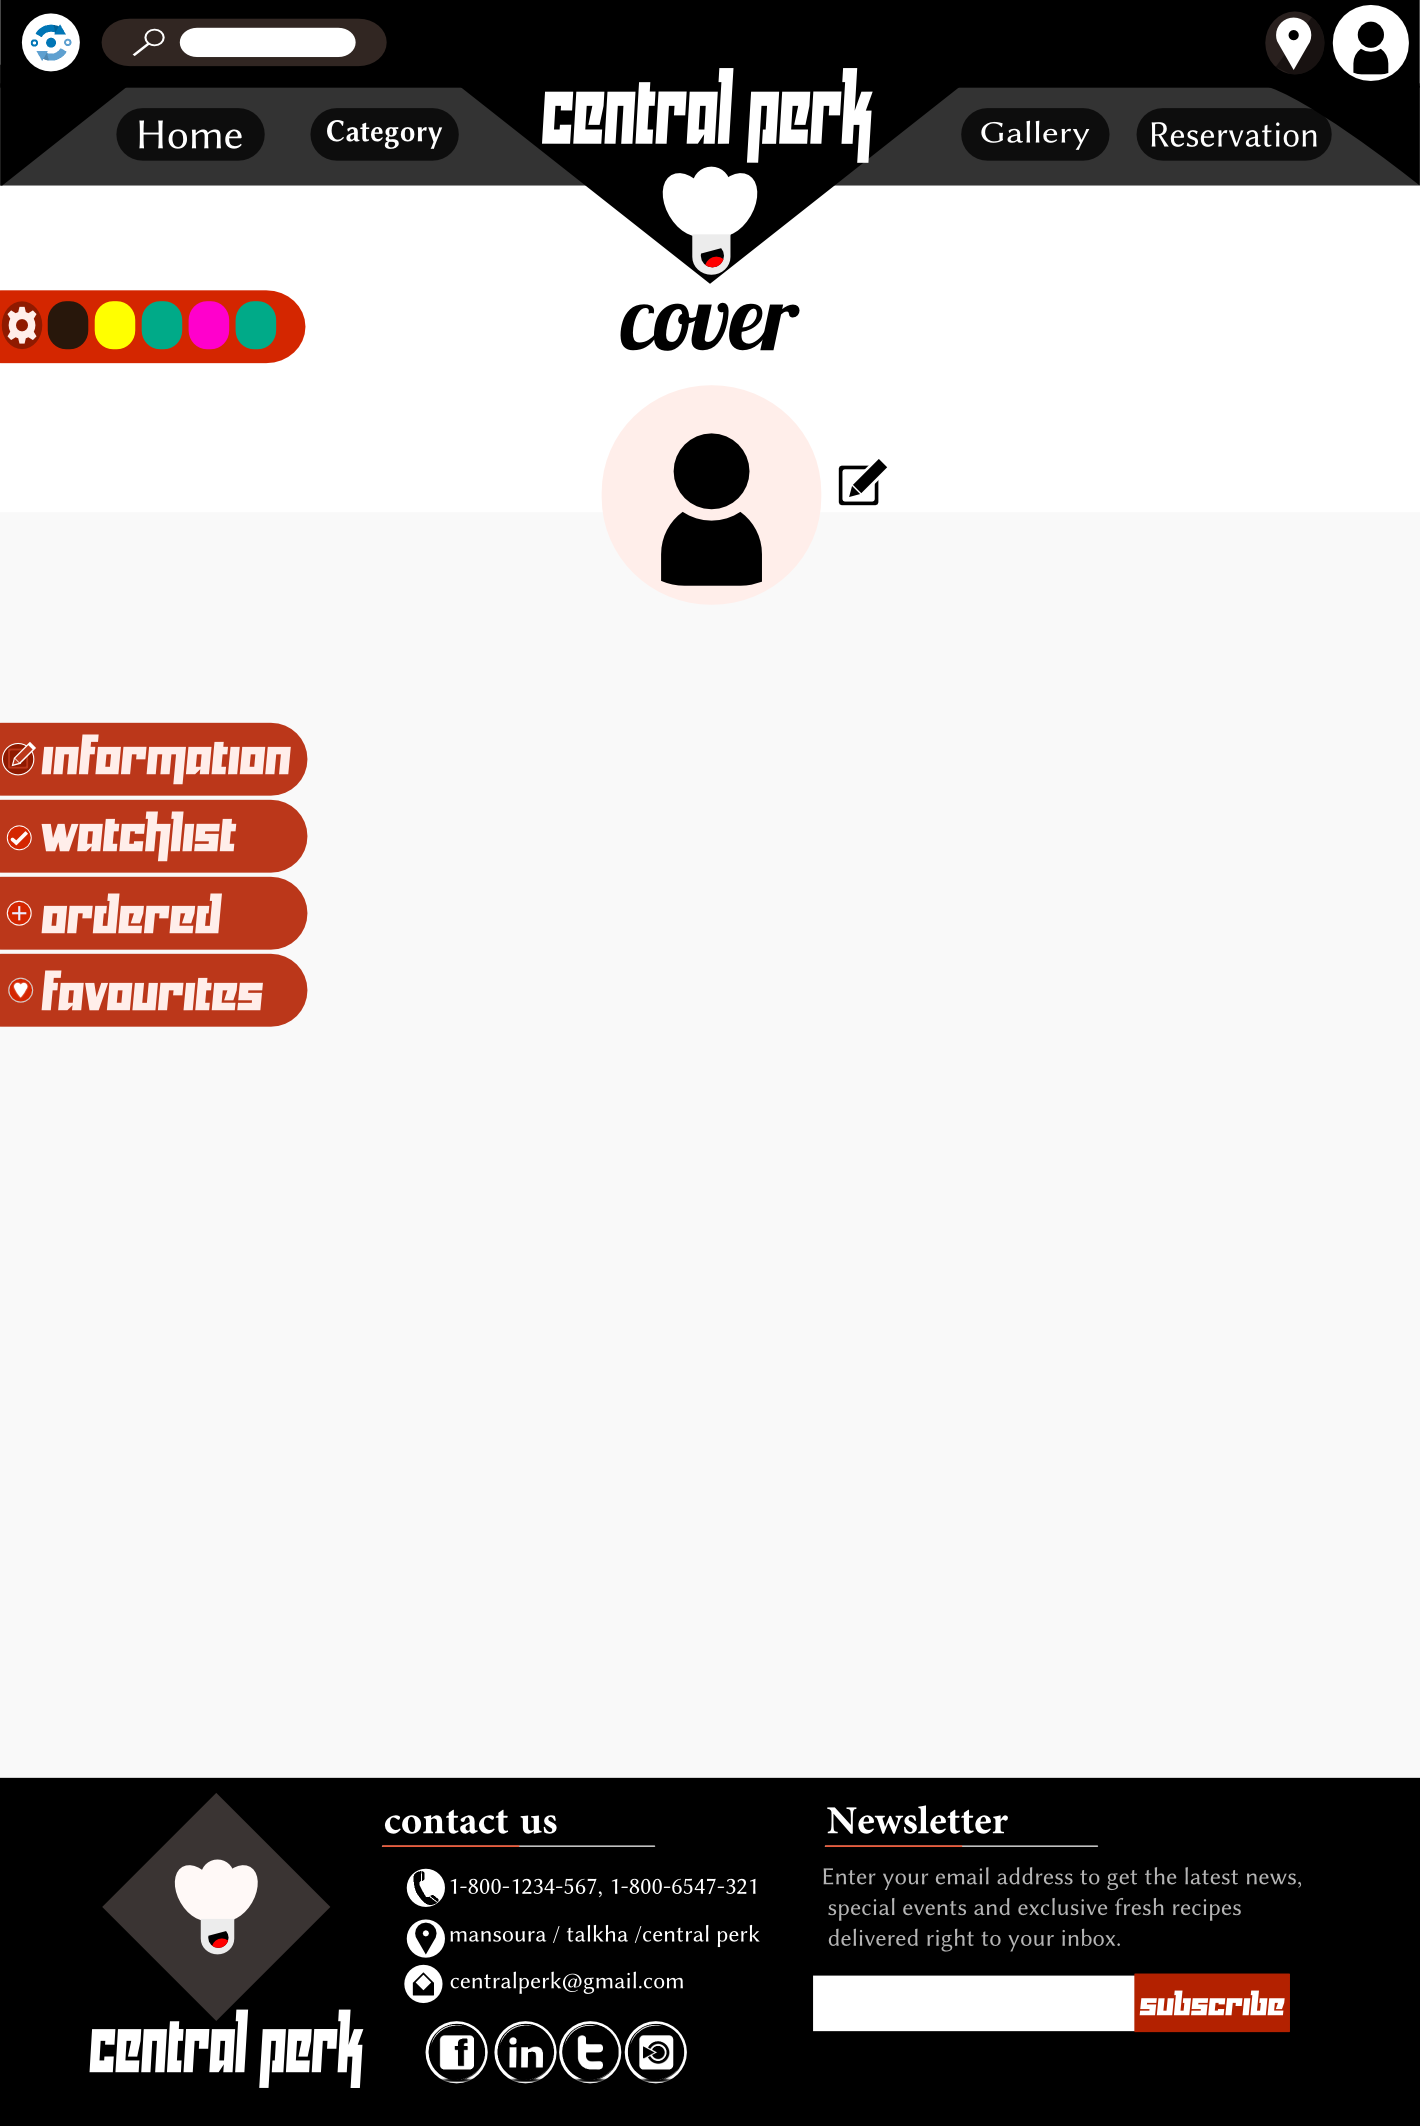 central perk
Home
Category
Gallery
Reservation
cover
information
watchlist
ordered
favourites
central perk
contact us
1-800-1234-567, 1-800-6547-321
mansoura / talkha /central perk
centralperk@gmail.com
f
in
t
Newsletter
Enter your email address to get the latest news,
special events and exclusive fresh recipes
delivered right to your inbox.
subscribe